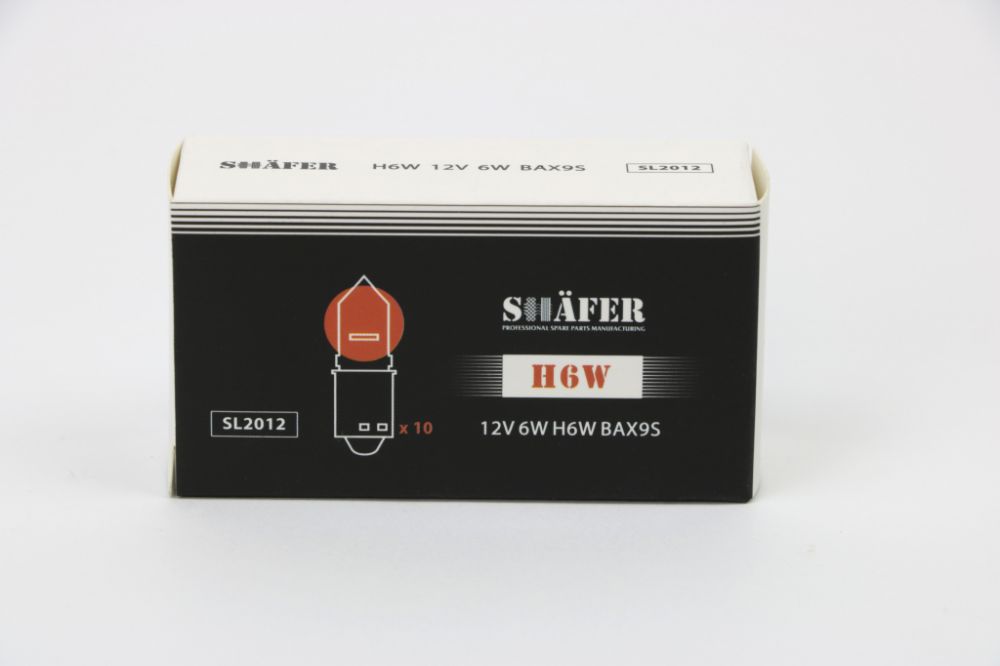 SHÄFER H6W 12V 6W BAX9S SL2012
SHÄFER
PROFESSIONAL SPARE PARTS MANUFACTURING
H6W
SL2012
x 10
12V 6W H6W BAX9S